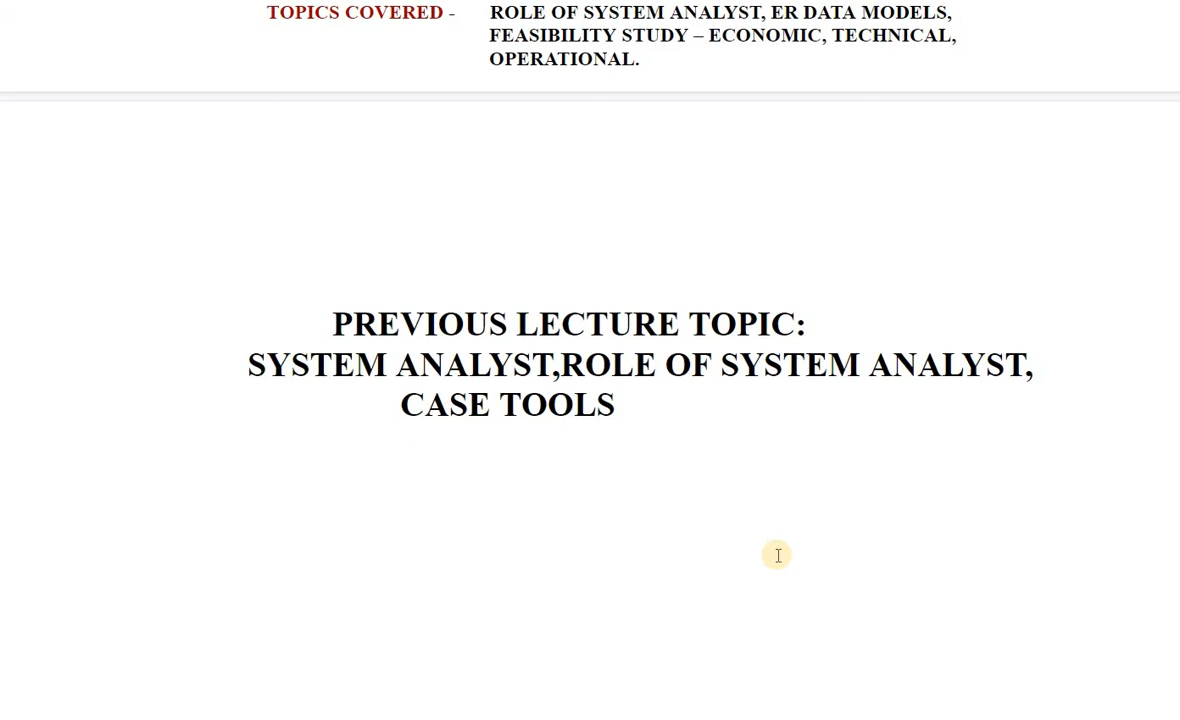 TOPICS COVERED - ROLE OF SYSTEM ANALYST, ER DATA MODELS,
FEASIBILITY STUDY – ECONOMIC, TECHNICAL,
OPERATIONAL.
PREVIOUS LECTURE TOPIC:
SYSTEM ANALYST,ROLE OF SYSTEM ANALYST,
CASE TOOLS